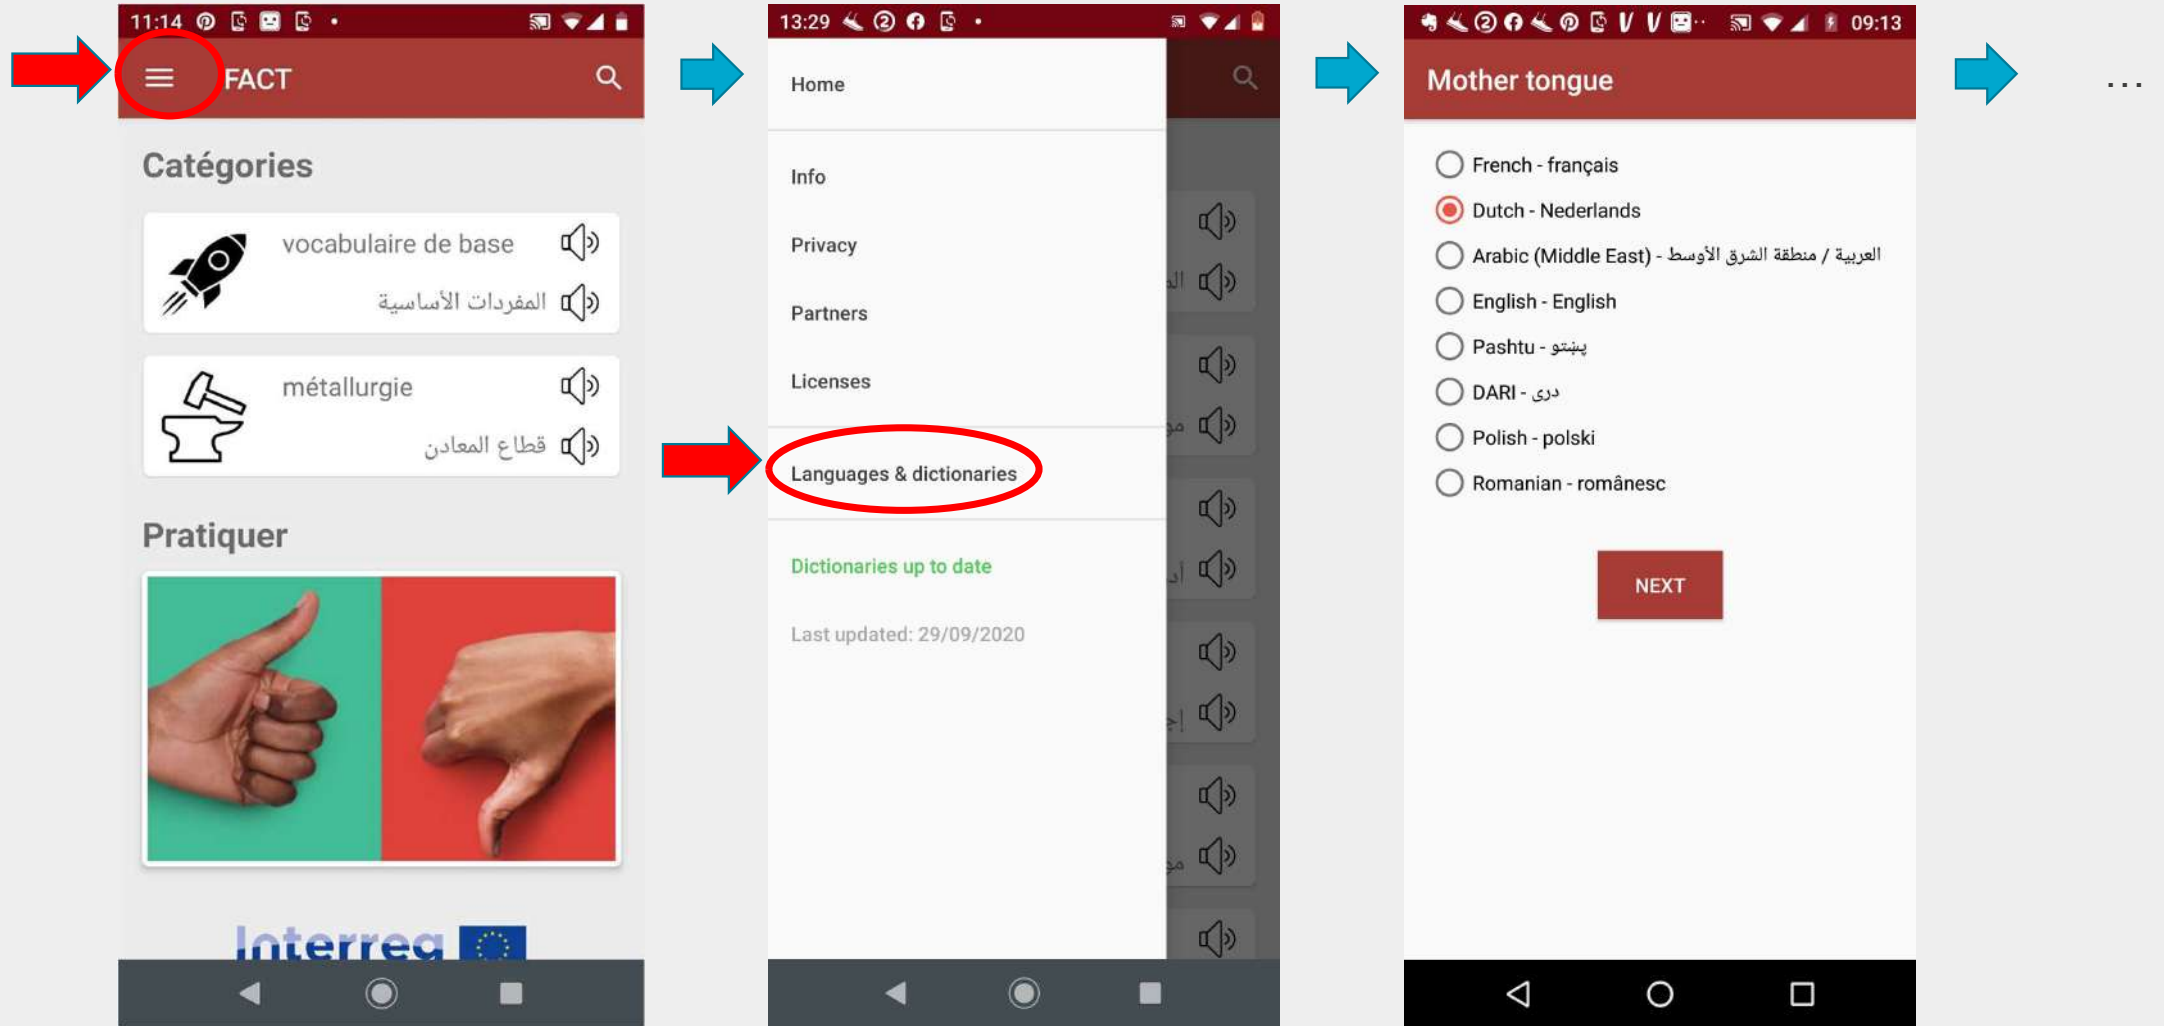 11:14
FACT
Catégories
vocabulaire de base
المفردات الأساسية
métallurgie
قطاع المعادن
Pratiquer
Interreg
13:29
Home
Info
Privacy
Partners
Licenses
Languages & dictionaries
Dictionaries up to date
Last updated: 29/09/2020
09:13
Mother tongue
French - français
Dutch - Nederlands
Arabic (Middle East) - العربية / منطقة الشرق الأوسط
English - English
Pashtu - پښتو
DARI - دری
Polish - polski
Romanian - românesc
NEXT
...